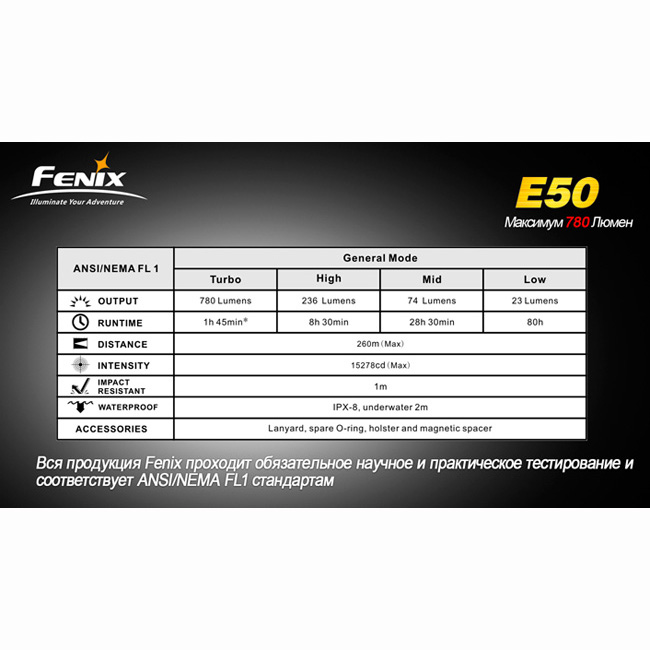 FENIX
Illuminate Your Adventure
E50
Максимум 780 Люмен
ANSI/NEMA FL 1
General Mode
Turbo High Mid Low
OUTPUT 780 Lumens 236 Lumens 74 Lumens 23 Lumens
RUNTIME 1h 45min* 8h 30min 28h 30min 80h
DISTANCE 260m (Max)
INTENSITY 15278cd (Max)
IMPACT
RESISTANT 1m
WATERPROOF IPX-8, underwater 2m
ACCESSORIES Lanyard, spare O-ring, holster and magnetic spacer
Вся продукция Fenix проходит обязательное научное и практическое тестирование и
соответствует ANSI/NEMA FL1 стандартам